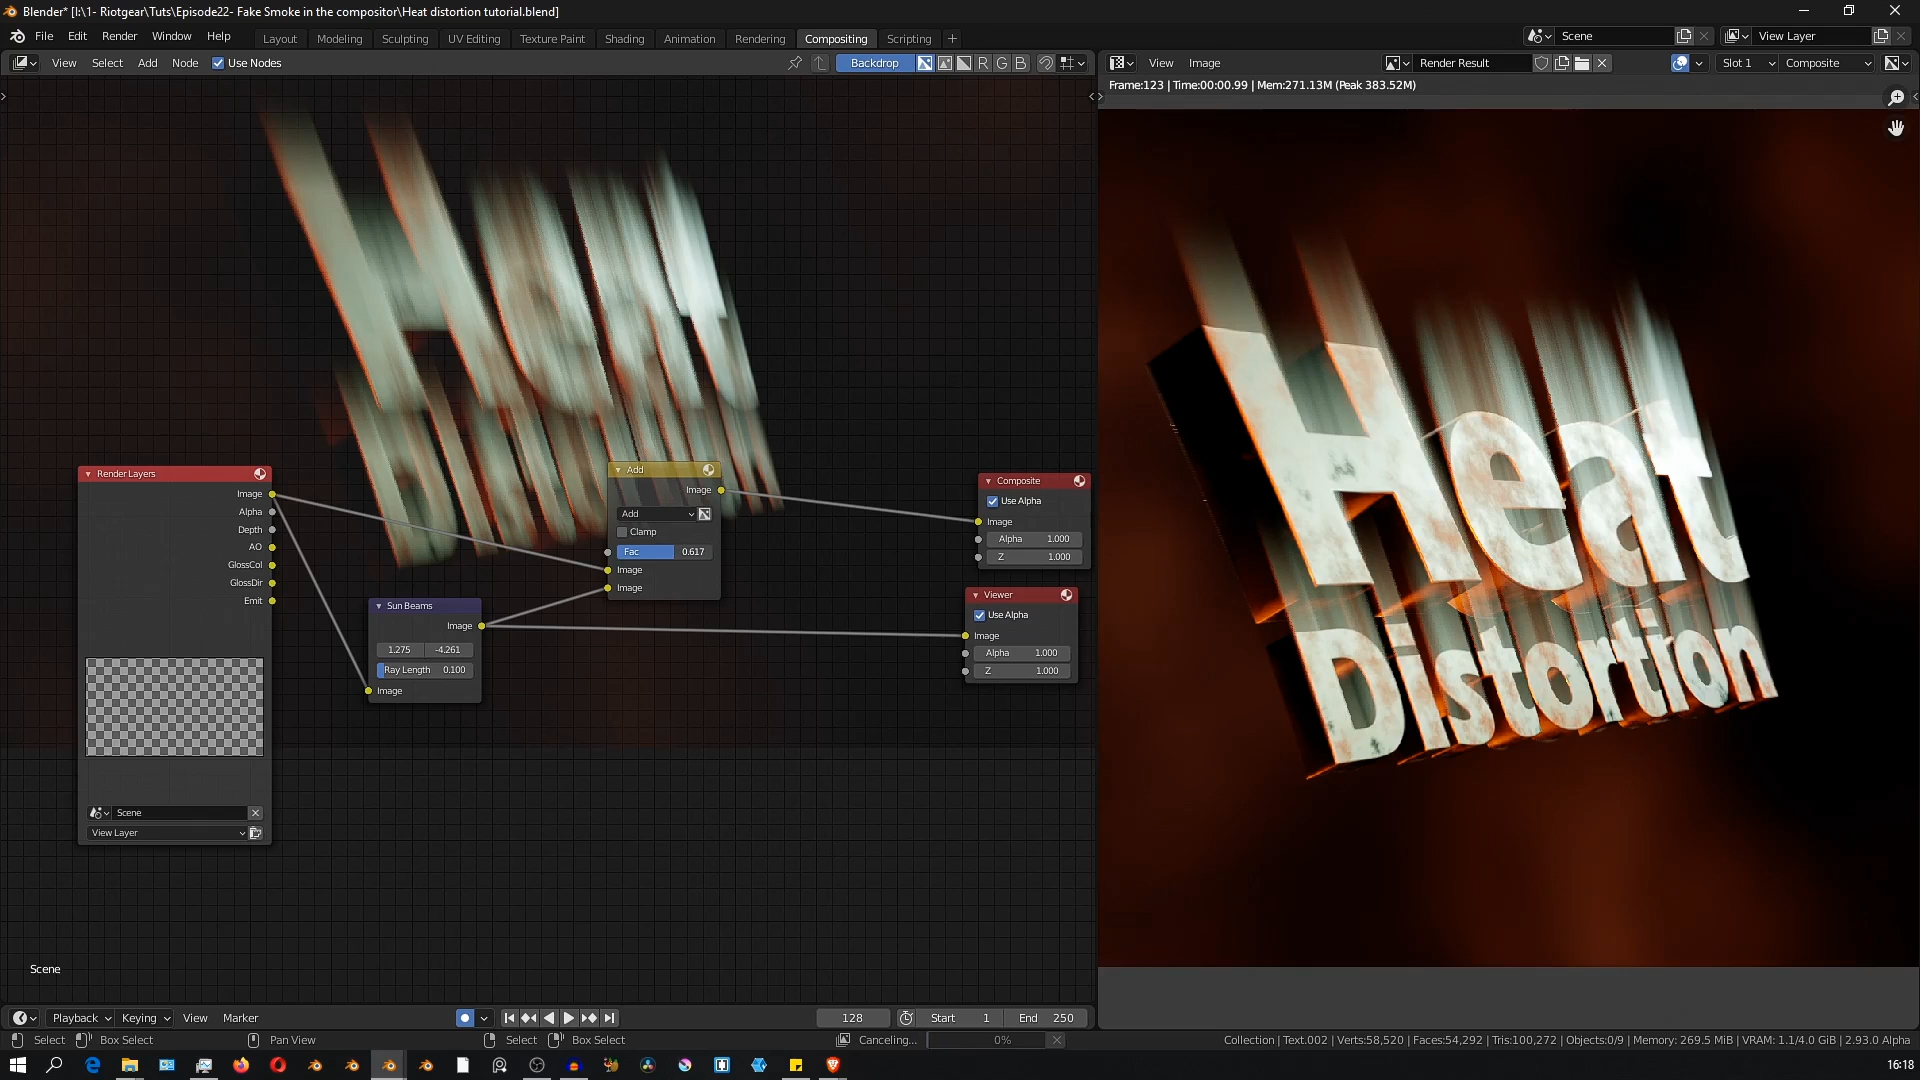 Blender* [I:\1- Riotgear\Tuts\Episode22- Fake Smoke in the compositor\Heat distortion tutorial.blend]
File Edit Render Window Help Layout Modeling Sculpting UV Editing Texture Paint Shading Animation Rendering Compositing Scripting + Scene View Layer
View Select Add Node Use Nodes Backdrop R G B View Image Render Result Slot 1 Composite
Frame:123 | Time:00:00.99 | Mem:271.13M (Peak 383.52M)
Heat
Distortion
Render Layers
Image
Alpha
Depth
AO
GlossCol
GlossDir
Emit
Scene
View Layer
Sun Beams
Image
1.275 -4.261
Ray Length 0.100
Image
Add
Image
Add
Clamp
Fac 0.617
Image
Image
Composite
Use Alpha
Image
Alpha 1.000
Z 1.000
Viewer
Use Alpha
Image
Alpha 1.000
Z 1.000
Scene
Playback Keying View Marker 128 Start 1 End 250
Select Box Select Pan View Select Box Select Canceling... 0% Collection | Text.002 | Verts:58,520 | Faces:54,292 | Tris:100,272 | Objects:0/9 | Memory: 269.5 MiB | VRAM: 1.1/4.0 GiB | 2.93.0 Alpha
16:18